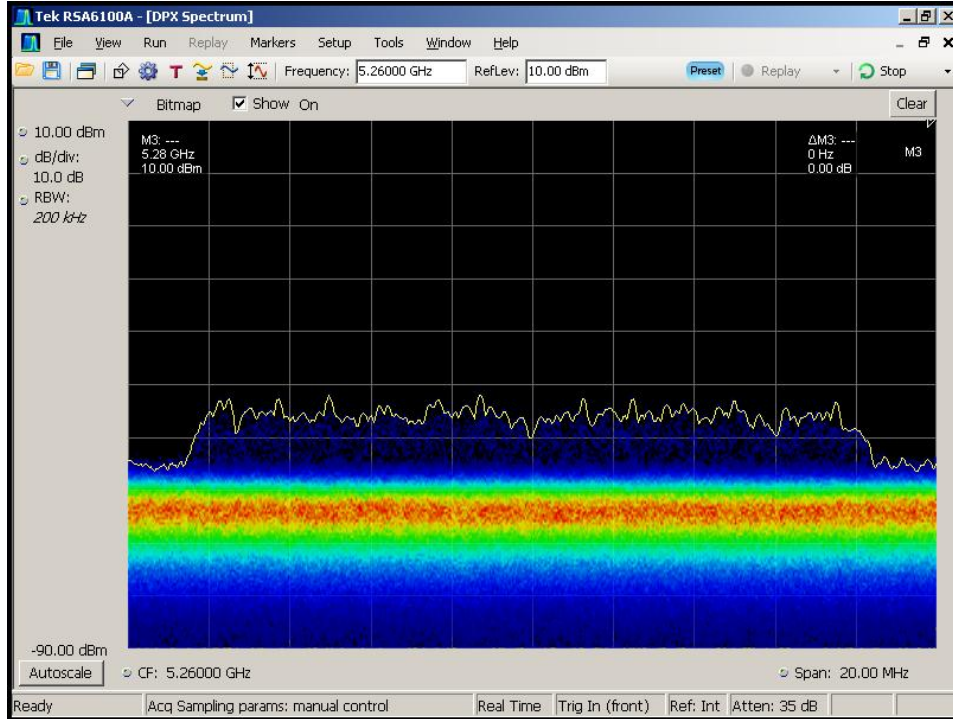 Tek RSA6100A - [DPX Spectrum]
File View Run Replay Markers Setup Tools Window Help
T Frequency: 5.26000 GHz RefLev: 10.00 dBm Preset Replay Stop
Bitmap Show On Clear
10.00 dBm
dB/div:
10.0 dB
RBW:
200 kHz
M3: ---
5.28 GHz
10.00 dBm
ΔM3: ---
0 Hz
0.00 dB
M3
-90.00 dBm
Autoscale CF: 5.26000 GHz Span: 20.00 MHz
Ready Acq Sampling params: manual control Real Time Trig In (front) Ref: Int Atten: 35 dB